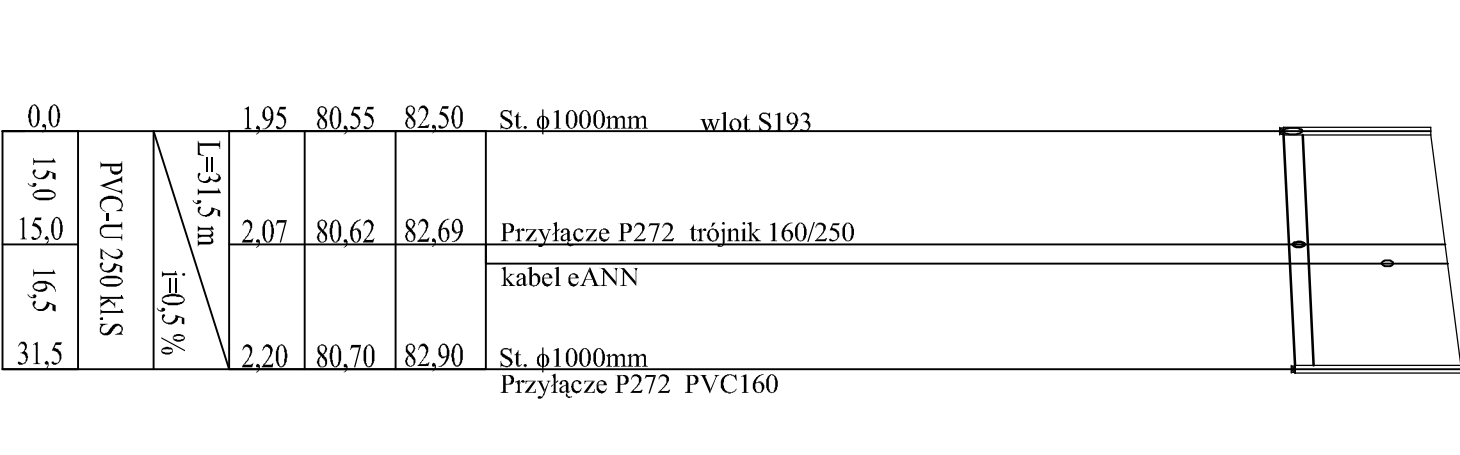 0,0 1,95 80,55 82,50 St. ϕ1000mm wlot S193
15,0
PVC-U 250 kl.S
L=31,5 m
i=0,5 %
15,0 2,07 80,62 82,69 Przyłącze P272 trójnik 160/250
kabel eANN
16,5
31,5 2,20 80,70 82,90 St. ϕ1000mm
Przyłącze P272 PVC160